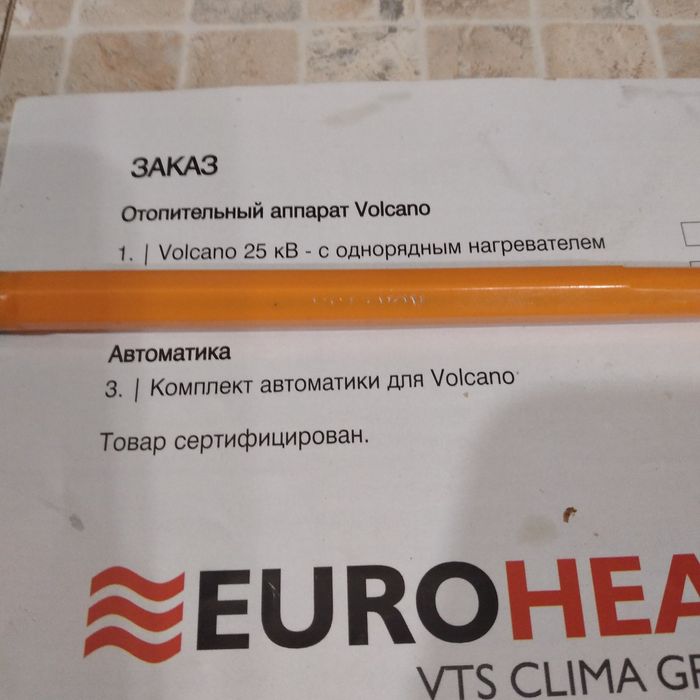 ЗАКАЗ
Отопительный аппарат Volcano
1. | Volcano 25 кВ - с однорядным нагревателем
Автоматика
3. | Комплект автоматики для Volcano
Товар сертифицирован.
EUROHEA
VTS CLIMA GR